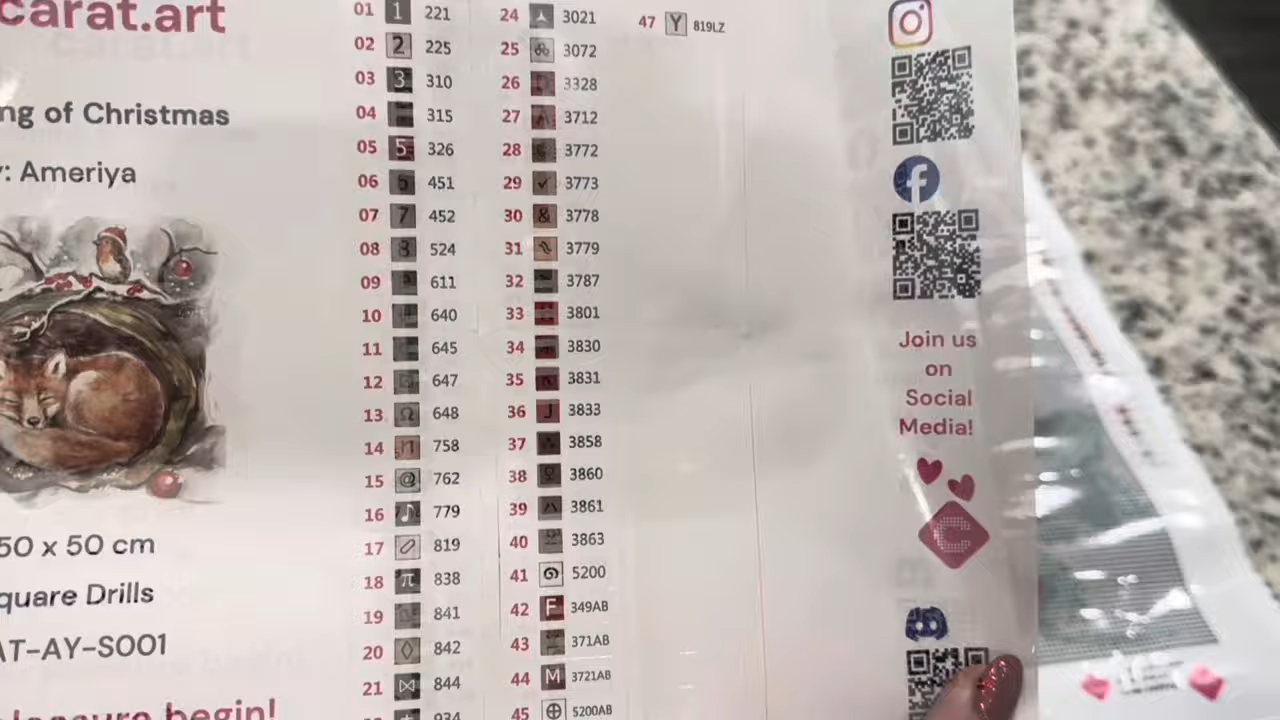 carat.art
ng of Christmas
y: Ameriya
50 x 50 cm
quare Drills
AT-AY-S001
pleasure begin!
01 1 221
02 2 225
03 3 310
04 315
05 5 326
06 451
07 7 452
08 8 524
09 611
10 640
11 645
12 647
13 Ω 648
14 758
15 @ 762
16 ♪ 779
17 819
18 π 838
19 841
20 ◊ 842
21 ⋈ 844
934
24 3021
25 3072
26 3328
27 3712
28 3772
29 ✓ 3773
30 & 3778
31 3779
32 3787
33 3801
34 3830
35 3831
36 J 3833
37 3858
38 3860
39 3861
40 3863
41 5200
42 F 349AB
43 371AB
44 M 3721AB
45 ⊕ 5200AB
47 Y 819LZ
Join us
on
Social
Media!
C